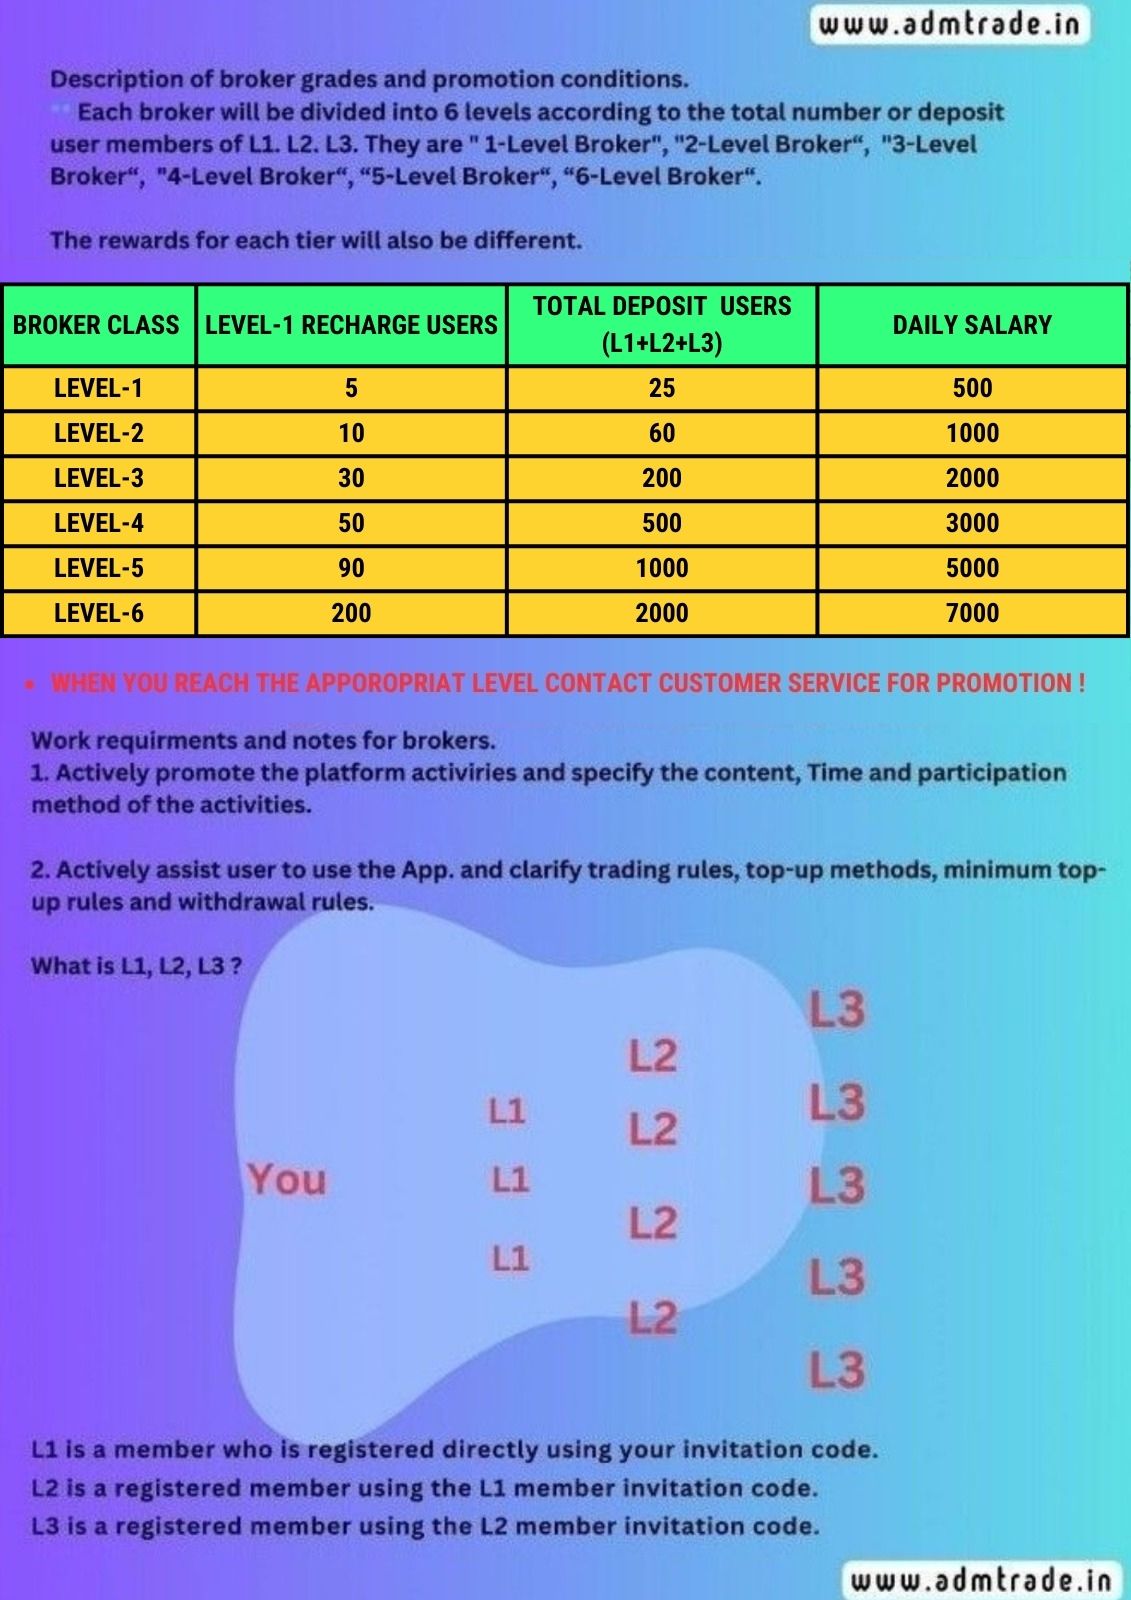 www.admtrade.in
Description of broker grades and promotion conditions.
" Each broker will be divided into 6 levels according to the total number or deposit
user members of L1. L2. L3. They are " 1-Level Broker", "2-Level Broker“, "3-Level
Broker“, "4-Level Broker“, “5-Level Broker“, “6-Level Broker“.
The rewards for each tier will also be different.
BROKER CLASS LEVEL-1 RECHARGE USERS TOTAL DEPOSIT USERS (L1+L2+L3) DAILY SALARY
LEVEL-1 5 25 500
LEVEL-2 10 60 1000
LEVEL-3 30 200 2000
LEVEL-4 50 500 3000
LEVEL-5 90 1000 5000
LEVEL-6 200 2000 7000
• WHEN YOU REACH THE APPOROPRIAT LEVEL CONTACT CUSTOMER SERVICE FOR PROMOTION !
Work requirments and notes for brokers.
1. Actively promote the platform activiries and specify the content, Time and participation
method of the activities.
2. Actively assist user to use the App. and clarify trading rules, top-up methods, minimum top-
up rules and withdrawal rules.
What is L1, L2, L3 ?
L3
L2
L3
L1
L2
You
L1
L3
L2
L1
L3
L2
L3
L1 is a member who is registered directly using your invitation code.
L2 is a registered member using the L1 member invitation code.
L3 is a registered member using the L2 member invitation code.
www.admtrade.in